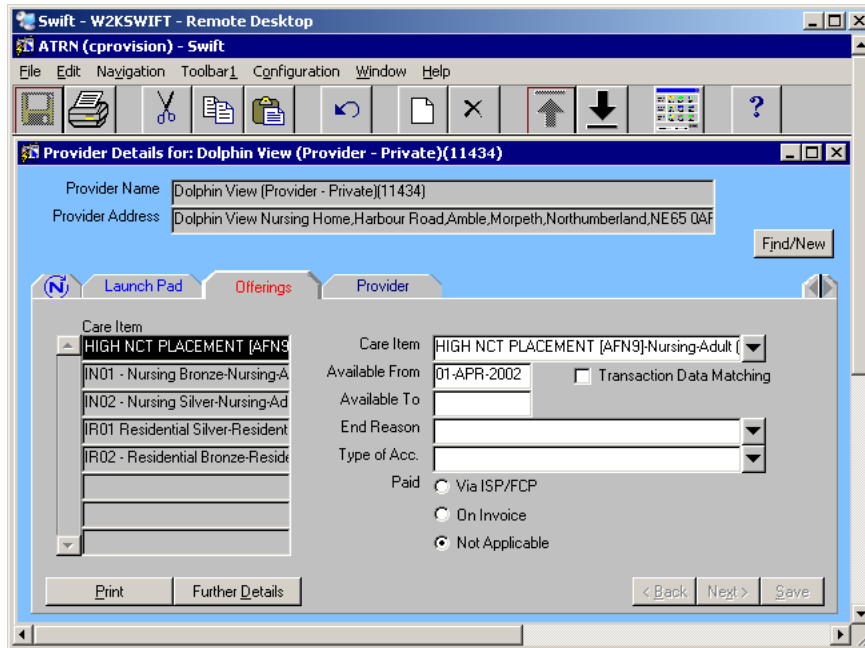 Swift - W2KSWIFT - Remote Desktop
ATRN (cprovision) - Swift
File Edit Navigation Toolbar1 Configuration Window Help
?
Provider Details for: Dolphin View (Provider - Private)(11434)
Provider Name Dolphin View (Provider - Private)(11434)
Provider Address Dolphin View Nursing Home,Harbour Road,Amble,Morpeth,Northumberland,NE65 0AF
Find/New
N Launch Pad Offerings Provider
Care Item
HIGH NCT PLACEMENT [AFN9
IN01 - Nursing Bronze-Nursing-A
IN02 - Nursing Silver-Nursing-Ad
IR01 Residential Silver-Resident
IR02 - Residential Bronze-Reside
Care Item HIGH NCT PLACEMENT [AFN9]-Nursing-Adult (
Available From 01-APR-2002 Transaction Data Matching
Available To
End Reason
Type of Acc.
Paid Via ISP/FCP
On Invoice
Not Applicable
Print Further Details < Back Next > Save